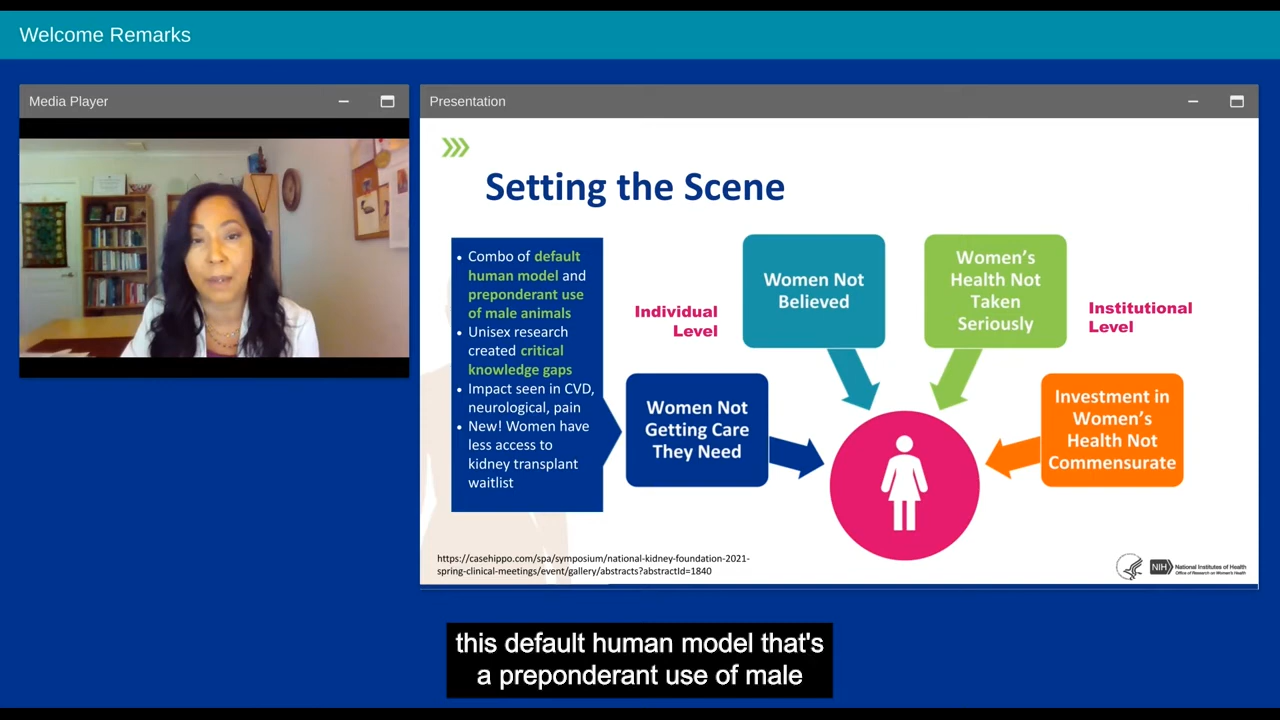 Welcome Remarks
Media Player
Presentation
Setting the Scene
• Combo of default
human model and
preponderant use
of male animals
• Unisex research
created critical
knowledge gaps
• Impact seen in CVD,
neurological, pain
• New! Women have
less access to
kidney transplant
waitlist
Individual
Level
Women Not
Getting Care
They Need
Women Not
Believed
Women's
Health Not
Taken
Seriously
Institutional
Level
Investment in
Women's
Health Not
Commensurate
https://casehippo.com/spa/symposium/national-kidney-foundation-2021-
spring-clinical-meetings/event/gallery/abstracts?abstractId=1840
NIH
National Institutes of Health
Office of Research on Women's Health
this default human model that's
a preponderant use of male